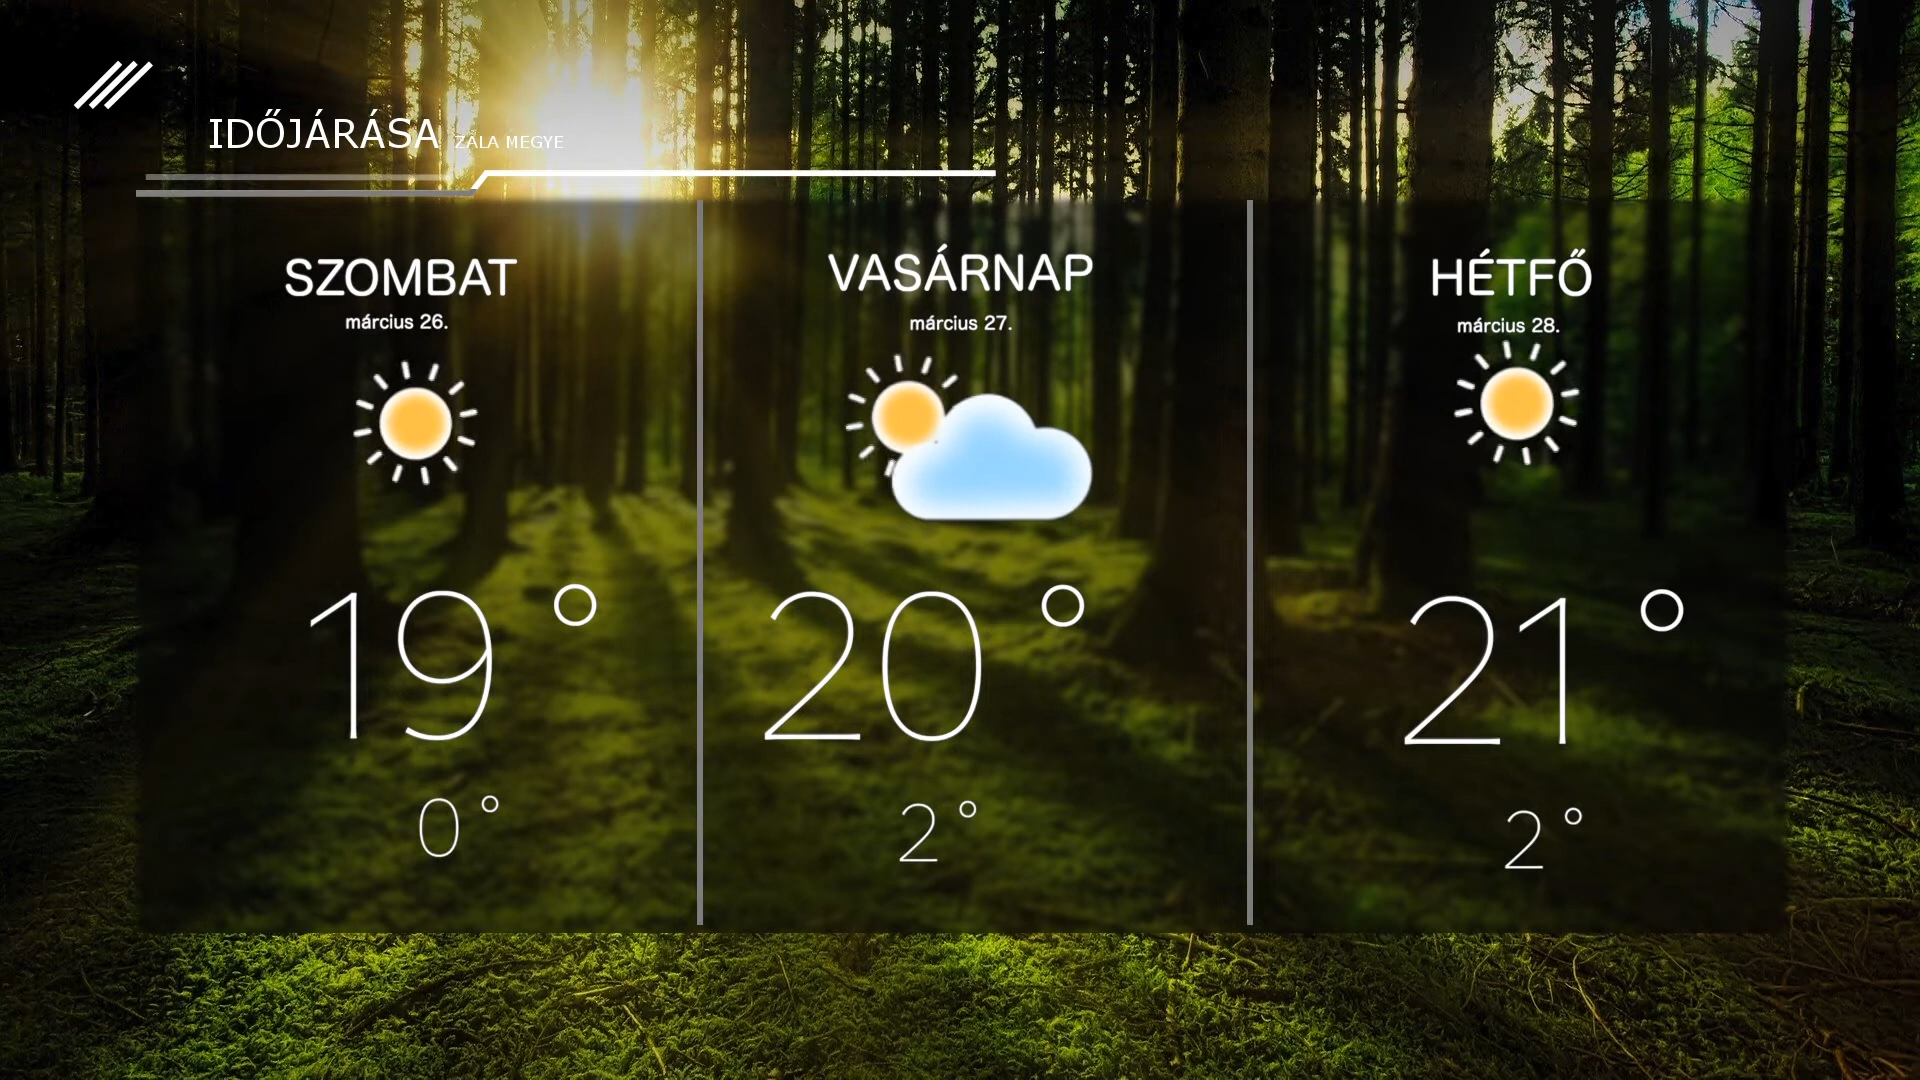 IDŐJÁRÁSA ZALA MEGYE
SZOMBAT
március 26.
19 °
0 °
VASÁRNAP
március 27.
20 °
2 °
HÉTFŐ
március 28.
21 °
2 °